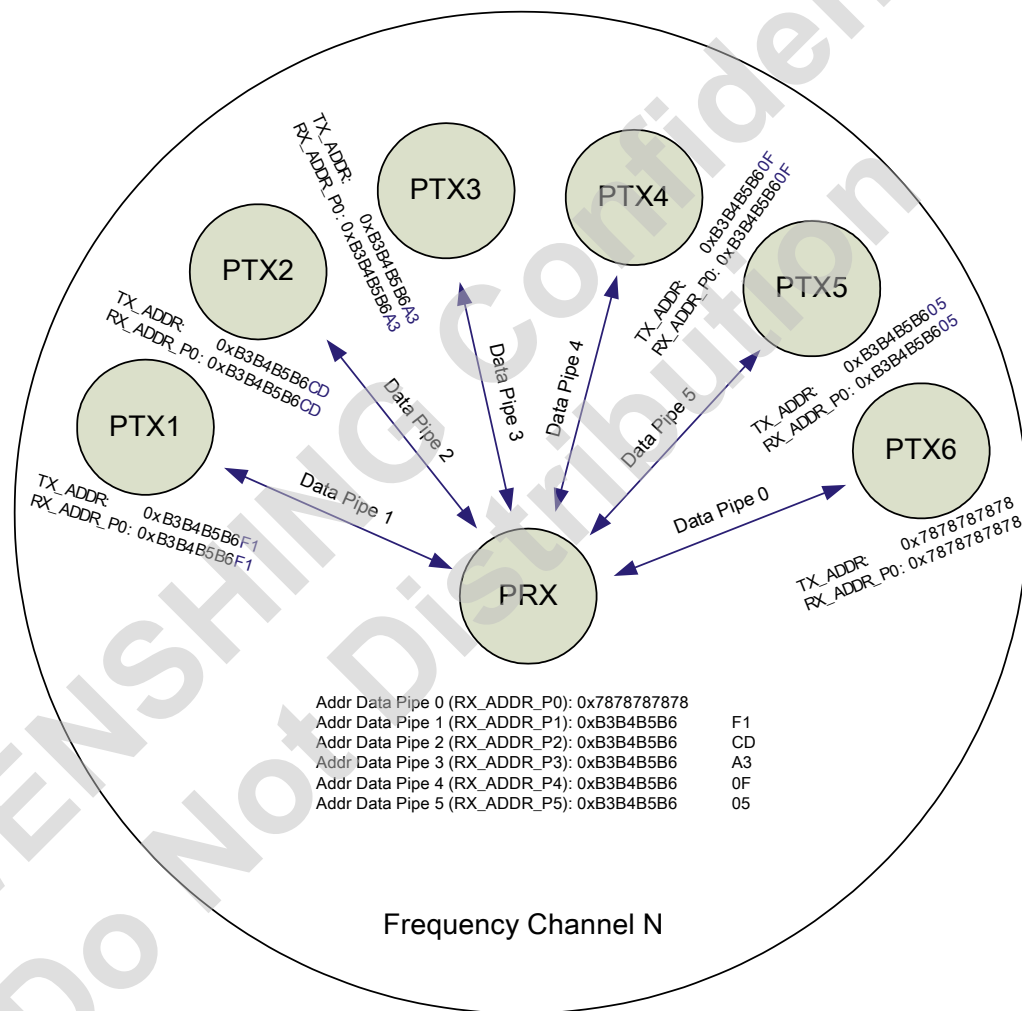 PTX3
PTX4
PTX2
PTX5
PTX1
PTX6
TX_ADDR: 0xB3B4B5B6A3
RX_ADDR_P0: 0xB3B4B5B6A3
TX_ADDR: 0xB3B4B5B60F
RX_ADDR_P0: 0xB3B4B5B60F
TX_ADDR: 0xB3B4B5B6CD
RX_ADDR_P0: 0xB3B4B5B6CD
TX_ADDR: 0xB3B4B5B605
RX_ADDR_P0: 0xB3B4B5B605
TX_ADDR: 0xB3B4B5B6F1
RX_ADDR_P0: 0xB3B4B5B6F1
TX_ADDR: 0x7878787878
RX_ADDR_P0: 0x7878787878
Data Pipe 1
Data Pipe 2
Data Pipe 3
Data Pipe 4
Data Pipe 5
Data Pipe 0
PRX
Addr Data Pipe 0 (RX_ADDR_P0): 0x7878787878
Addr Data Pipe 1 (RX_ADDR_P1): 0xB3B4B5B6 F1
Addr Data Pipe 2 (RX_ADDR_P2): 0xB3B4B5B6 CD
Addr Data Pipe 3 (RX_ADDR_P3): 0xB3B4B5B6 A3
Addr Data Pipe 4 (RX_ADDR_P4): 0xB3B4B5B6 0F
Addr Data Pipe 5 (RX_ADDR_P5): 0xB3B4B5B6 05
Frequency Channel N
Do Not Distribution